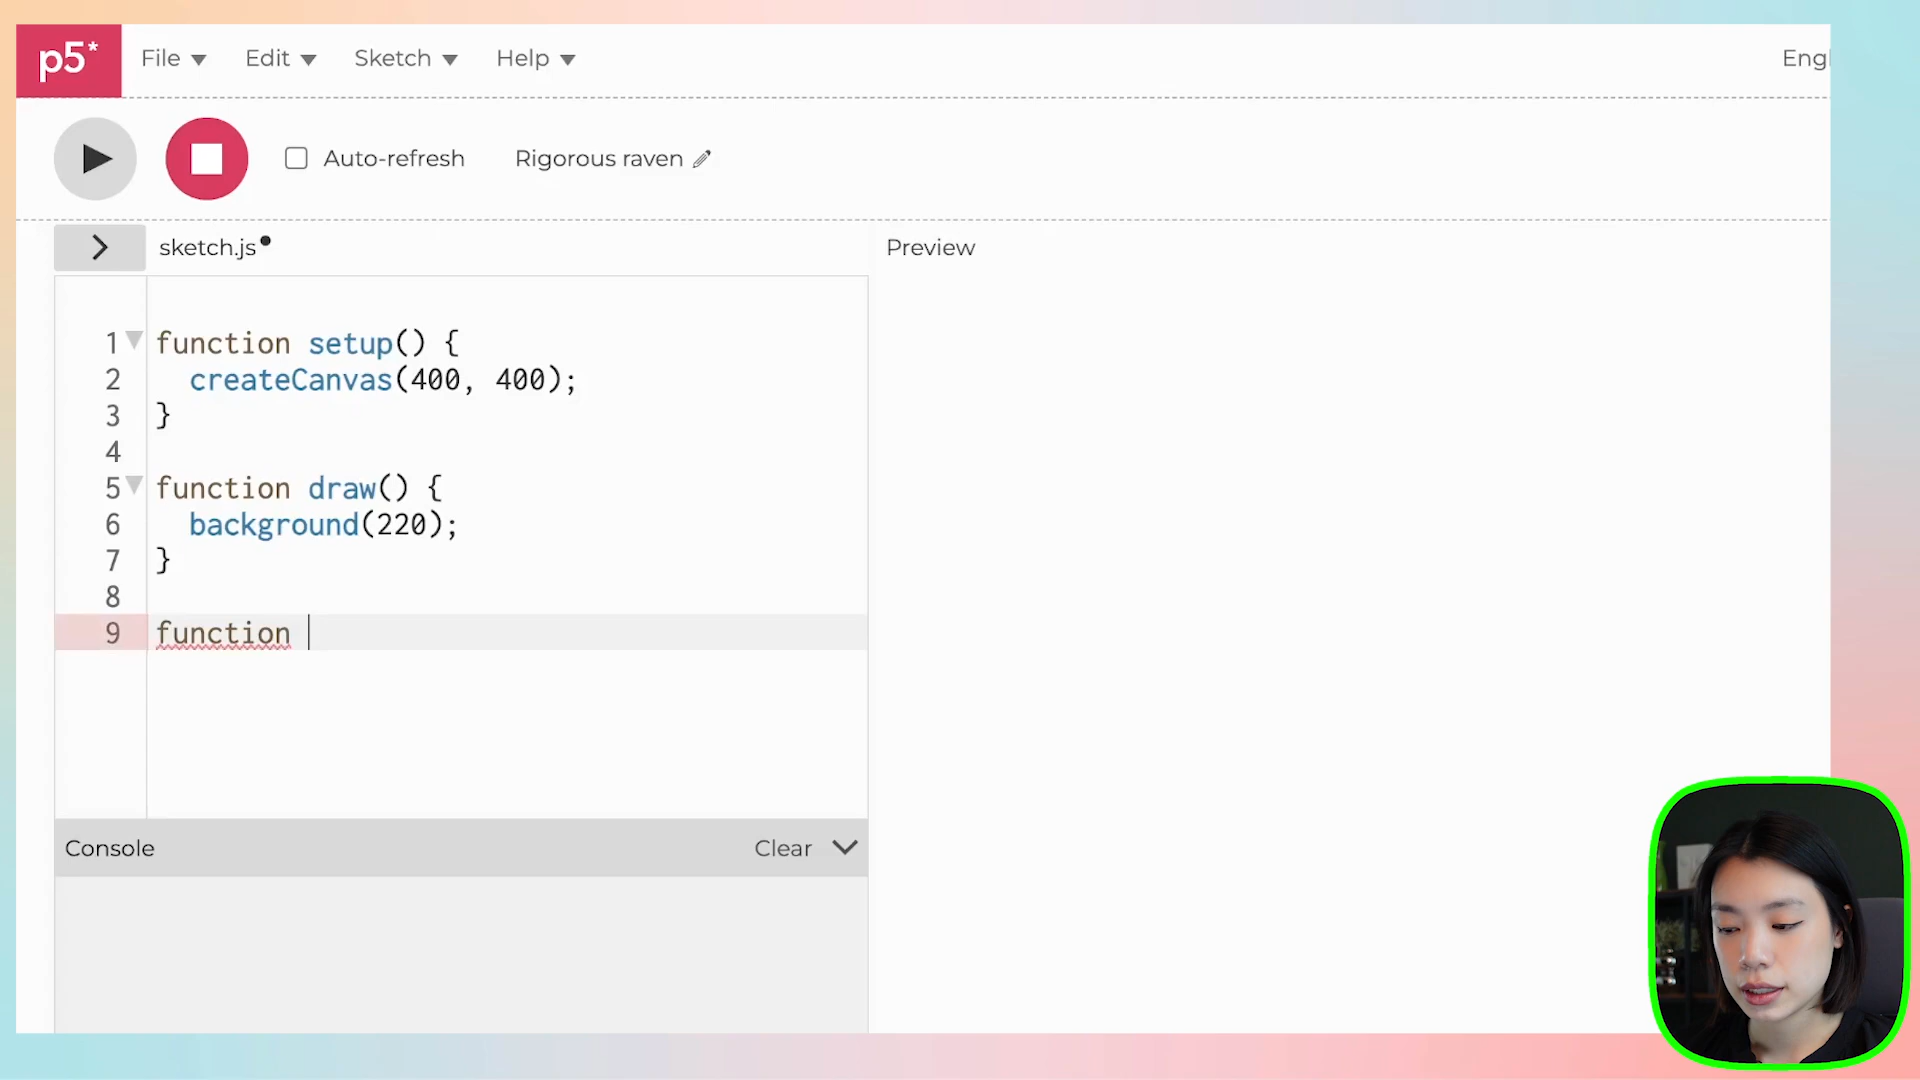 p5* File Edit Sketch Help Engl
Auto-refresh Rigorous raven
sketch.js Preview
1 function setup() {
2 createCanvas(400, 400);
3 }
4
5 function draw() {
6 background(220);
7 }
8
9 function
Console Clear